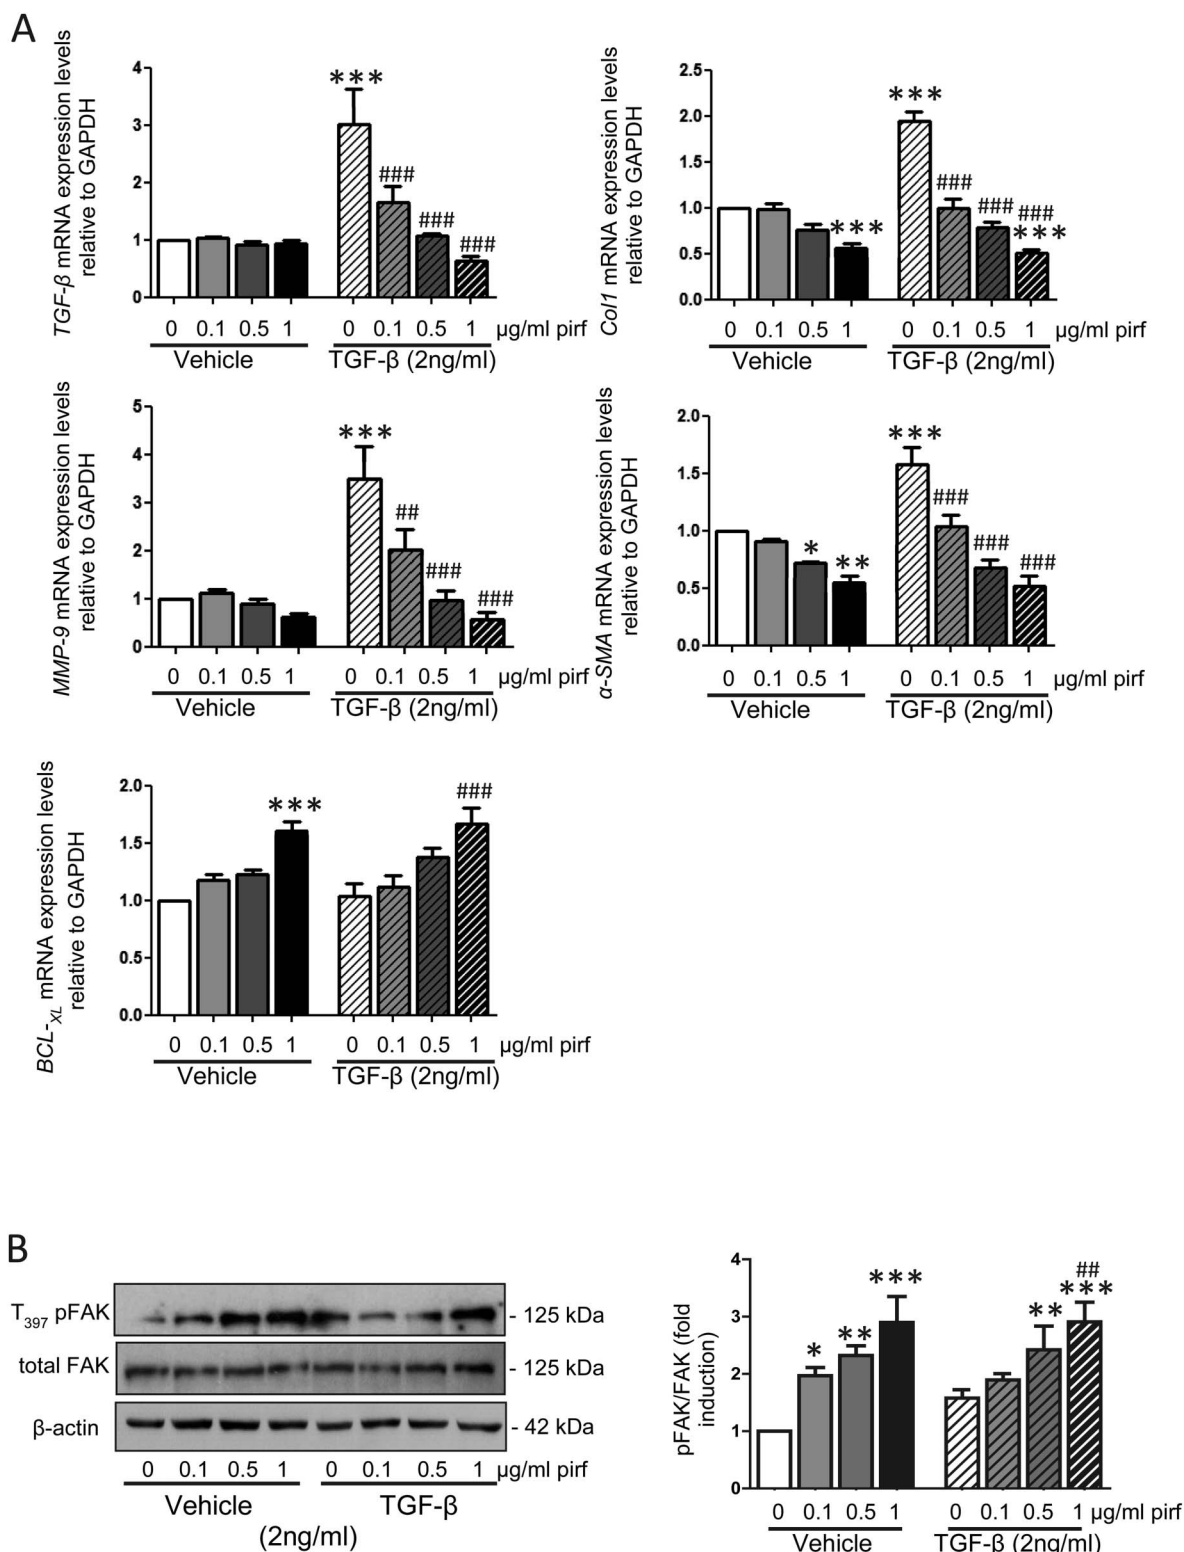 A
TGF-β mRNA expression levels
relative to GAPDH
4
3
2
1
0
***
###
###
###
0 0.1 0.5 1 µg/ml pirf
Vehicle TGF-β (2ng/ml)
Col1 mRNA expression levels
relative to GAPDH
2.5
2.0
1.5
1.0
0.5
0.0
***
***
###
###
###
***
0 0.1 0.5 1 0 0.1 0.5 1 µg/ml pirf
Vehicle TGF-β (2ng/ml)
MMP-9 mRNA expression levels
relative to GAPDH
5
4
3
2
1
0
***
##
###
###
0 0.1 0.5 1 0 0.1 0.5 1 µg/ml pirf
Vehicle TGF-β (2ng/ml)
α-SMA mRNA expression levels
relative to GAPDH
2.0
1.5
1.0
0.5
0.0
*
**
***
###
###
###
0 0.1 0.5 1 0 0.1 0.5 1 µg/ml pirf
Vehicle TGF-β (2ng/ml)
BCL-XL mRNA expression levels
relative to GAPDH
2.0
1.5
1.0
0.5
0.0
***
###
0 0.1 0.5 1 0 0.1 0.5 1 µg/ml pirf
Vehicle TGF-β (2ng/ml)
B
T397 pFAK - 125 kDa
total FAK - 125 kDa
β-actin - 42 kDa
0 0.1 0.5 1 0 0.1 0.5 1 µg/ml pirf
Vehicle TGF-β
(2ng/ml)
pFAK/FAK (fold
induction)
4
3
2
1
0
*
**
***
**
##
***
0 0.1 0.5 1 0 0.1 0.5 1 µg/ml pirf
Vehicle TGF-β (2ng/ml)